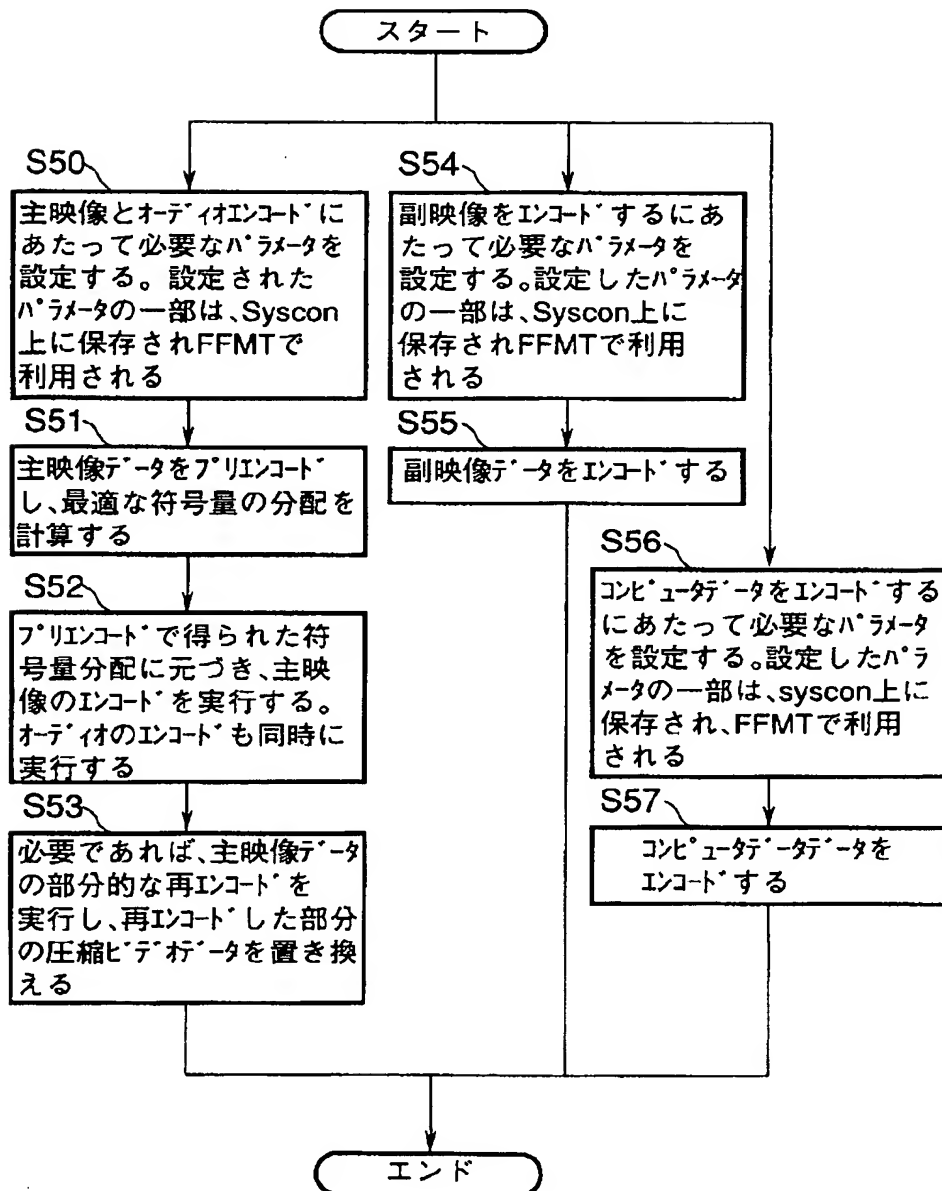 スタート
S50
主映像とオーディオエンコードに
あたって必要なパラメータを
設定する。設定された
パラメータの一部は、Syscon
上に保存されFFMTで
利用される
S51
主映像データをプリエンコード
し、最適な符号量の分配を
計算する
S52
プリエンコードで得られた符
号量分配に元づき、主映
像のエンコードを実行する。
オーディオのエンコードも同時に
実行する
S53
必要であれば、主映像データ
の部分的な再エンコードを
実行し、再エンコードした部分
の圧縮ビデオデータを置き換
える
S54
副映像をエンコードするにあ
たって必要なパラメータを
設定する。設定したパラメータ
の一部は、Syscon上に
保存されFFMTで利用
される
S55
副映像データをエンコードする
S56
コンピュータデータをエンコードする
にあたって必要なパラメータ
を設定する。設定したパラ
メータの一部は、syscon上に
保存され、FFMTで利用
される
S57
コンピュータデータデータを
エンコードする
エンド